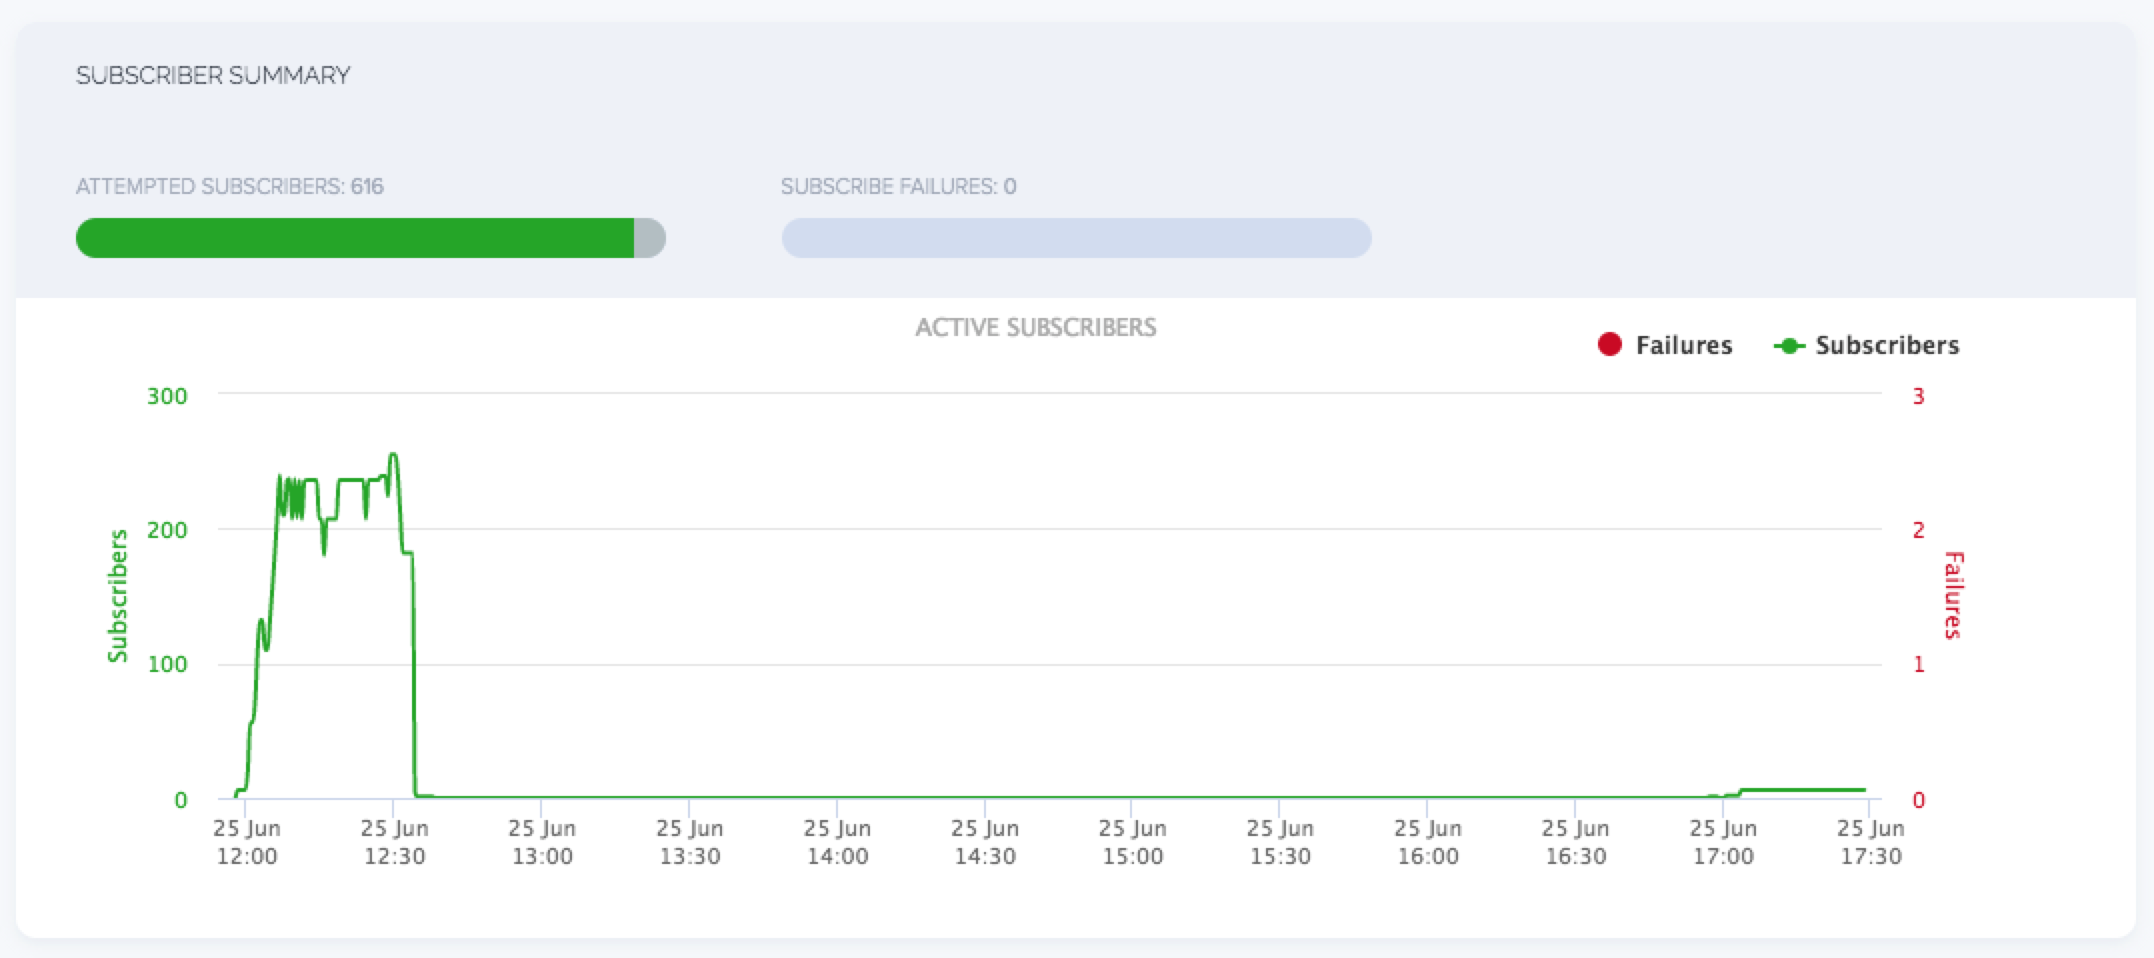 SUBSCRIBER SUMMARY
ATTEMPTED SUBSCRIBERS: 616
SUBSCRIBE FAILURES: 0
ACTIVE SUBSCRIBERS
Failures
Subscribers
300
200
100
0
Subscribers
3
2
1
0
Failures
25 Jun
12:00
25 Jun
12:30
25 Jun
13:00
25 Jun
13:30
25 Jun
14:00
25 Jun
14:30
25 Jun
15:00
25 Jun
15:30
25 Jun
16:00
25 Jun
16:30
25 Jun
17:00
25 Jun
17:30